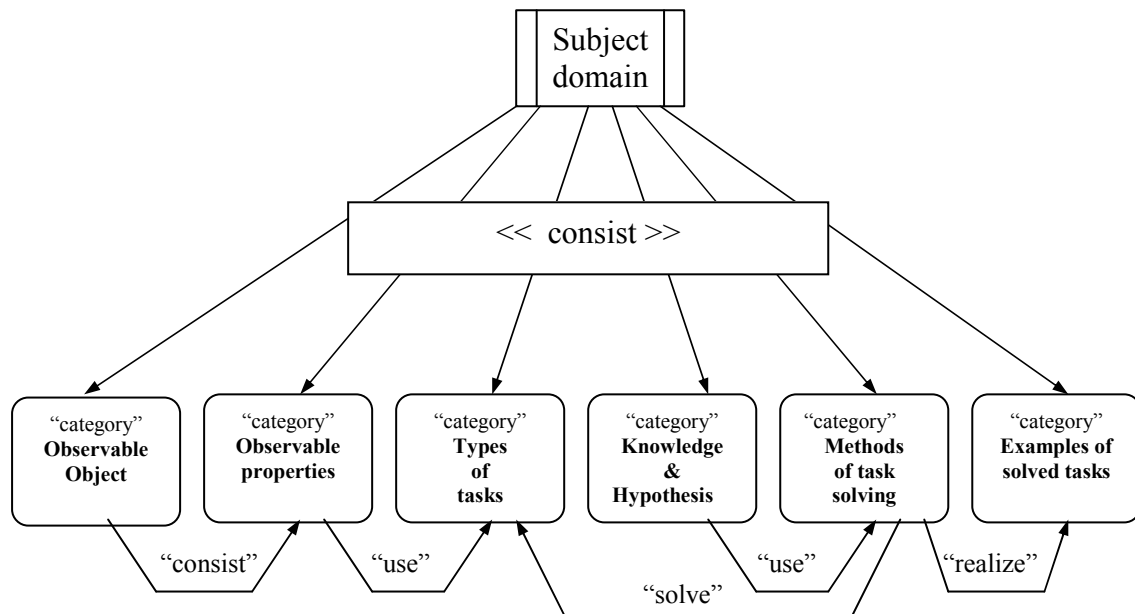 Subject
domain
<< consist >>
“category”
Observable
Object
“category”
Observable
properties
“category”
Types
of
tasks
“category”
Knowledge
&
Hypothesis
“category”
Methods
of task
solving
“category”
Examples of
solved tasks
“consist”
“use”
“solve”
“use”
“realize”